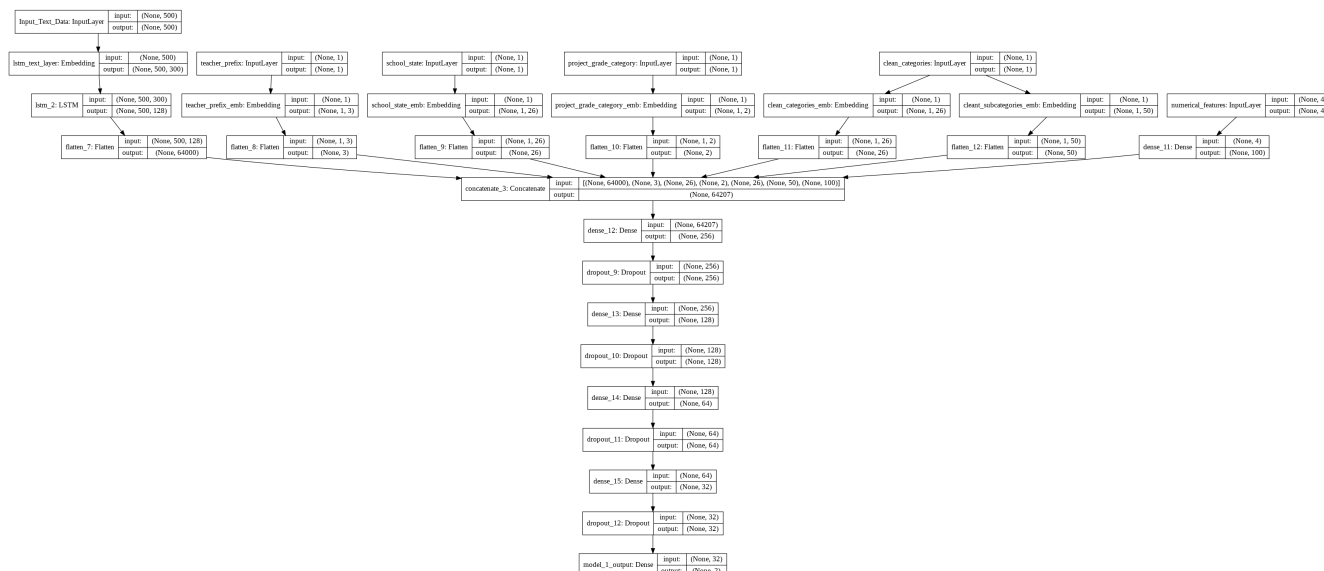 Input_Text_Data: InputLayer input: (None, 500)
output: (None, 500)
lstm_text_layer: Embedding input: (None, 500)
output: (None, 500, 300)
teacher_prefix: InputLayer input: (None, 1)
output: (None, 1)
school_state: InputLayer input: (None, 1)
output: (None, 1)
project_grade_category: InputLayer input: (None, 1)
output: (None, 1)
clean_categories: InputLayer input: (None, 1)
output: (None, 1)
lstm_2: LSTM input: (None, 500, 300)
output: (None, 500, 128)
teacher_prefix_emb: Embedding input: (None, 1)
output: (None, 1, 3)
school_state_emb: Embedding input: (None, 1)
output: (None, 1, 26)
project_grade_category_emb: Embedding input: (None, 1)
output: (None, 1, 2)
clean_categories_emb: Embedding input: (None, 1)
output: (None, 1, 26)
cleant_subcategories_emb: Embedding input: (None, 1)
output: (None, 1, 50)
numerical_features: InputLayer input: (None, 4
output: (None, 4
flatten_7: Flatten input: (None, 500, 128)
output: (None, 64000)
flatten_8: Flatten input: (None, 1, 3)
output: (None, 3)
flatten_9: Flatten input: (None, 1, 26)
output: (None, 26)
flatten_10: Flatten input: (None, 1, 2)
output: (None, 2)
flatten_11: Flatten input: (None, 1, 26)
output: (None, 26)
flatten_12: Flatten input: (None, 1, 50)
output: (None, 50)
dense_11: Dense input: (None, 4)
output: (None, 100)
concatenate_3: Concatenate input: [(None, 64000), (None, 3), (None, 26), (None, 2), (None, 26), (None, 50), (None, 100)]
output: (None, 64207)
dense_12: Dense input: (None, 64207)
output: (None, 256)
dropout_9: Dropout input: (None, 256)
output: (None, 256)
dense_13: Dense input: (None, 256)
output: (None, 128)
dropout_10: Dropout input: (None, 128)
output: (None, 128)
dense_14: Dense input: (None, 128)
output: (None, 64)
dropout_11: Dropout input: (None, 64)
output: (None, 64)
dense_15: Dense input: (None, 64)
output: (None, 32)
dropout_12: Dropout input: (None, 32)
output: (None, 32)
model_1_output: Dense input: (None, 32)
output: (None, 2)